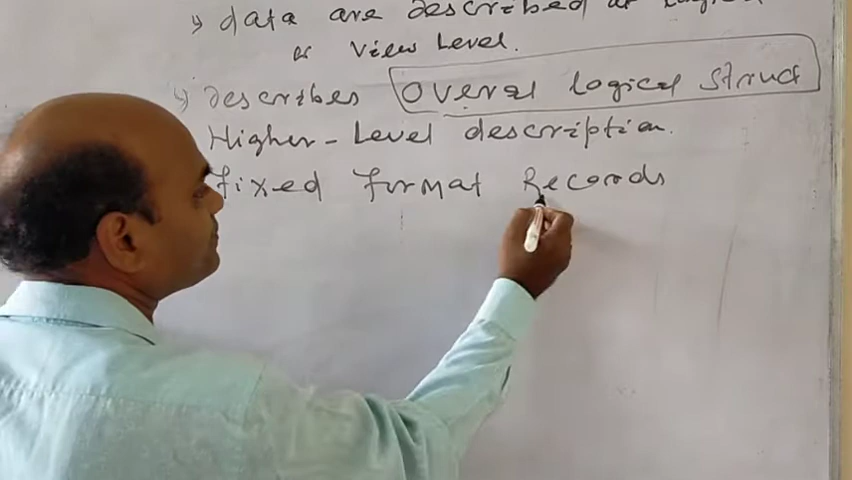 ↳ data are described at Logical
or View Level.
↳ describes Overal logical Struct
Higher-Level description.
fixed format Records